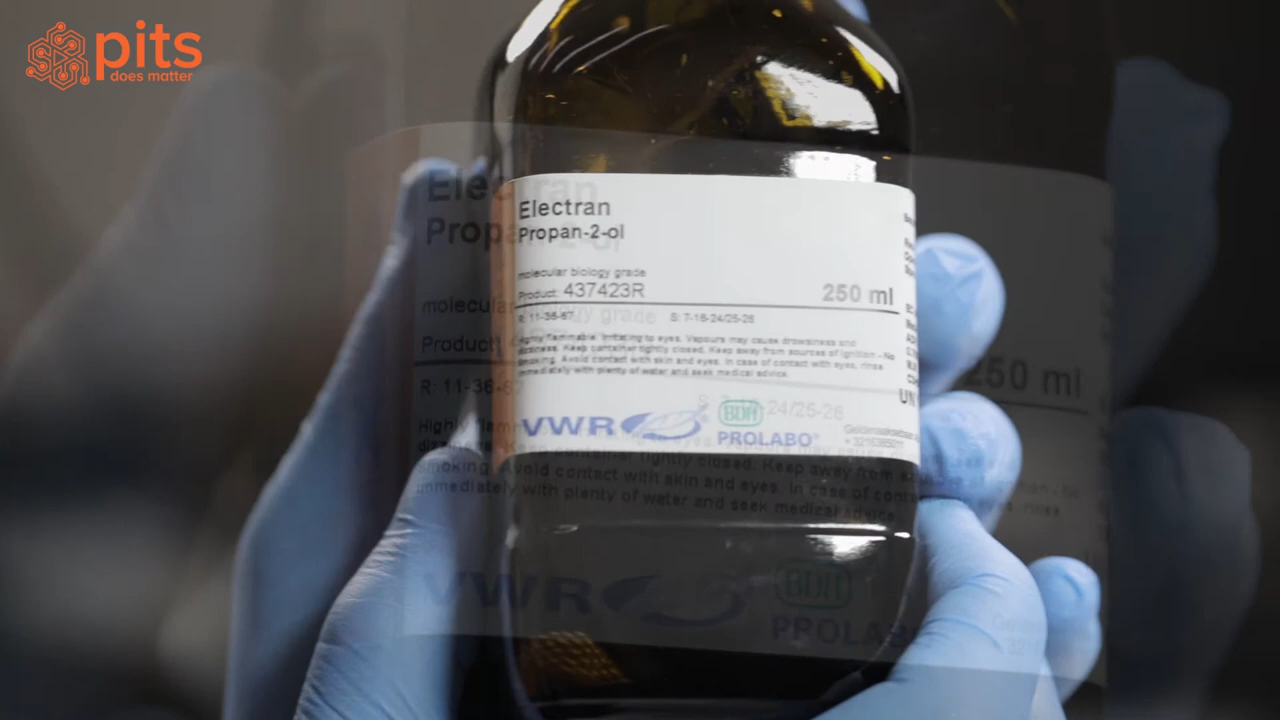 pits
does matter
Electran
Propan-2-ol
molecular biology grade
Product: 437423R
250 ml
R: 11-36-67
S: 7-16-24/25-26
Highly flammable. Irritating to eyes. Vapours may cause drowsiness and
dizziness. Keep container tightly closed. Keep away from sources of ignition - No
smoking. Avoid contact with skin and eyes. In case of contact with eyes, rinse
immediately with plenty of water and seek medical advice.
UN
VWR
BDH
PROLABO